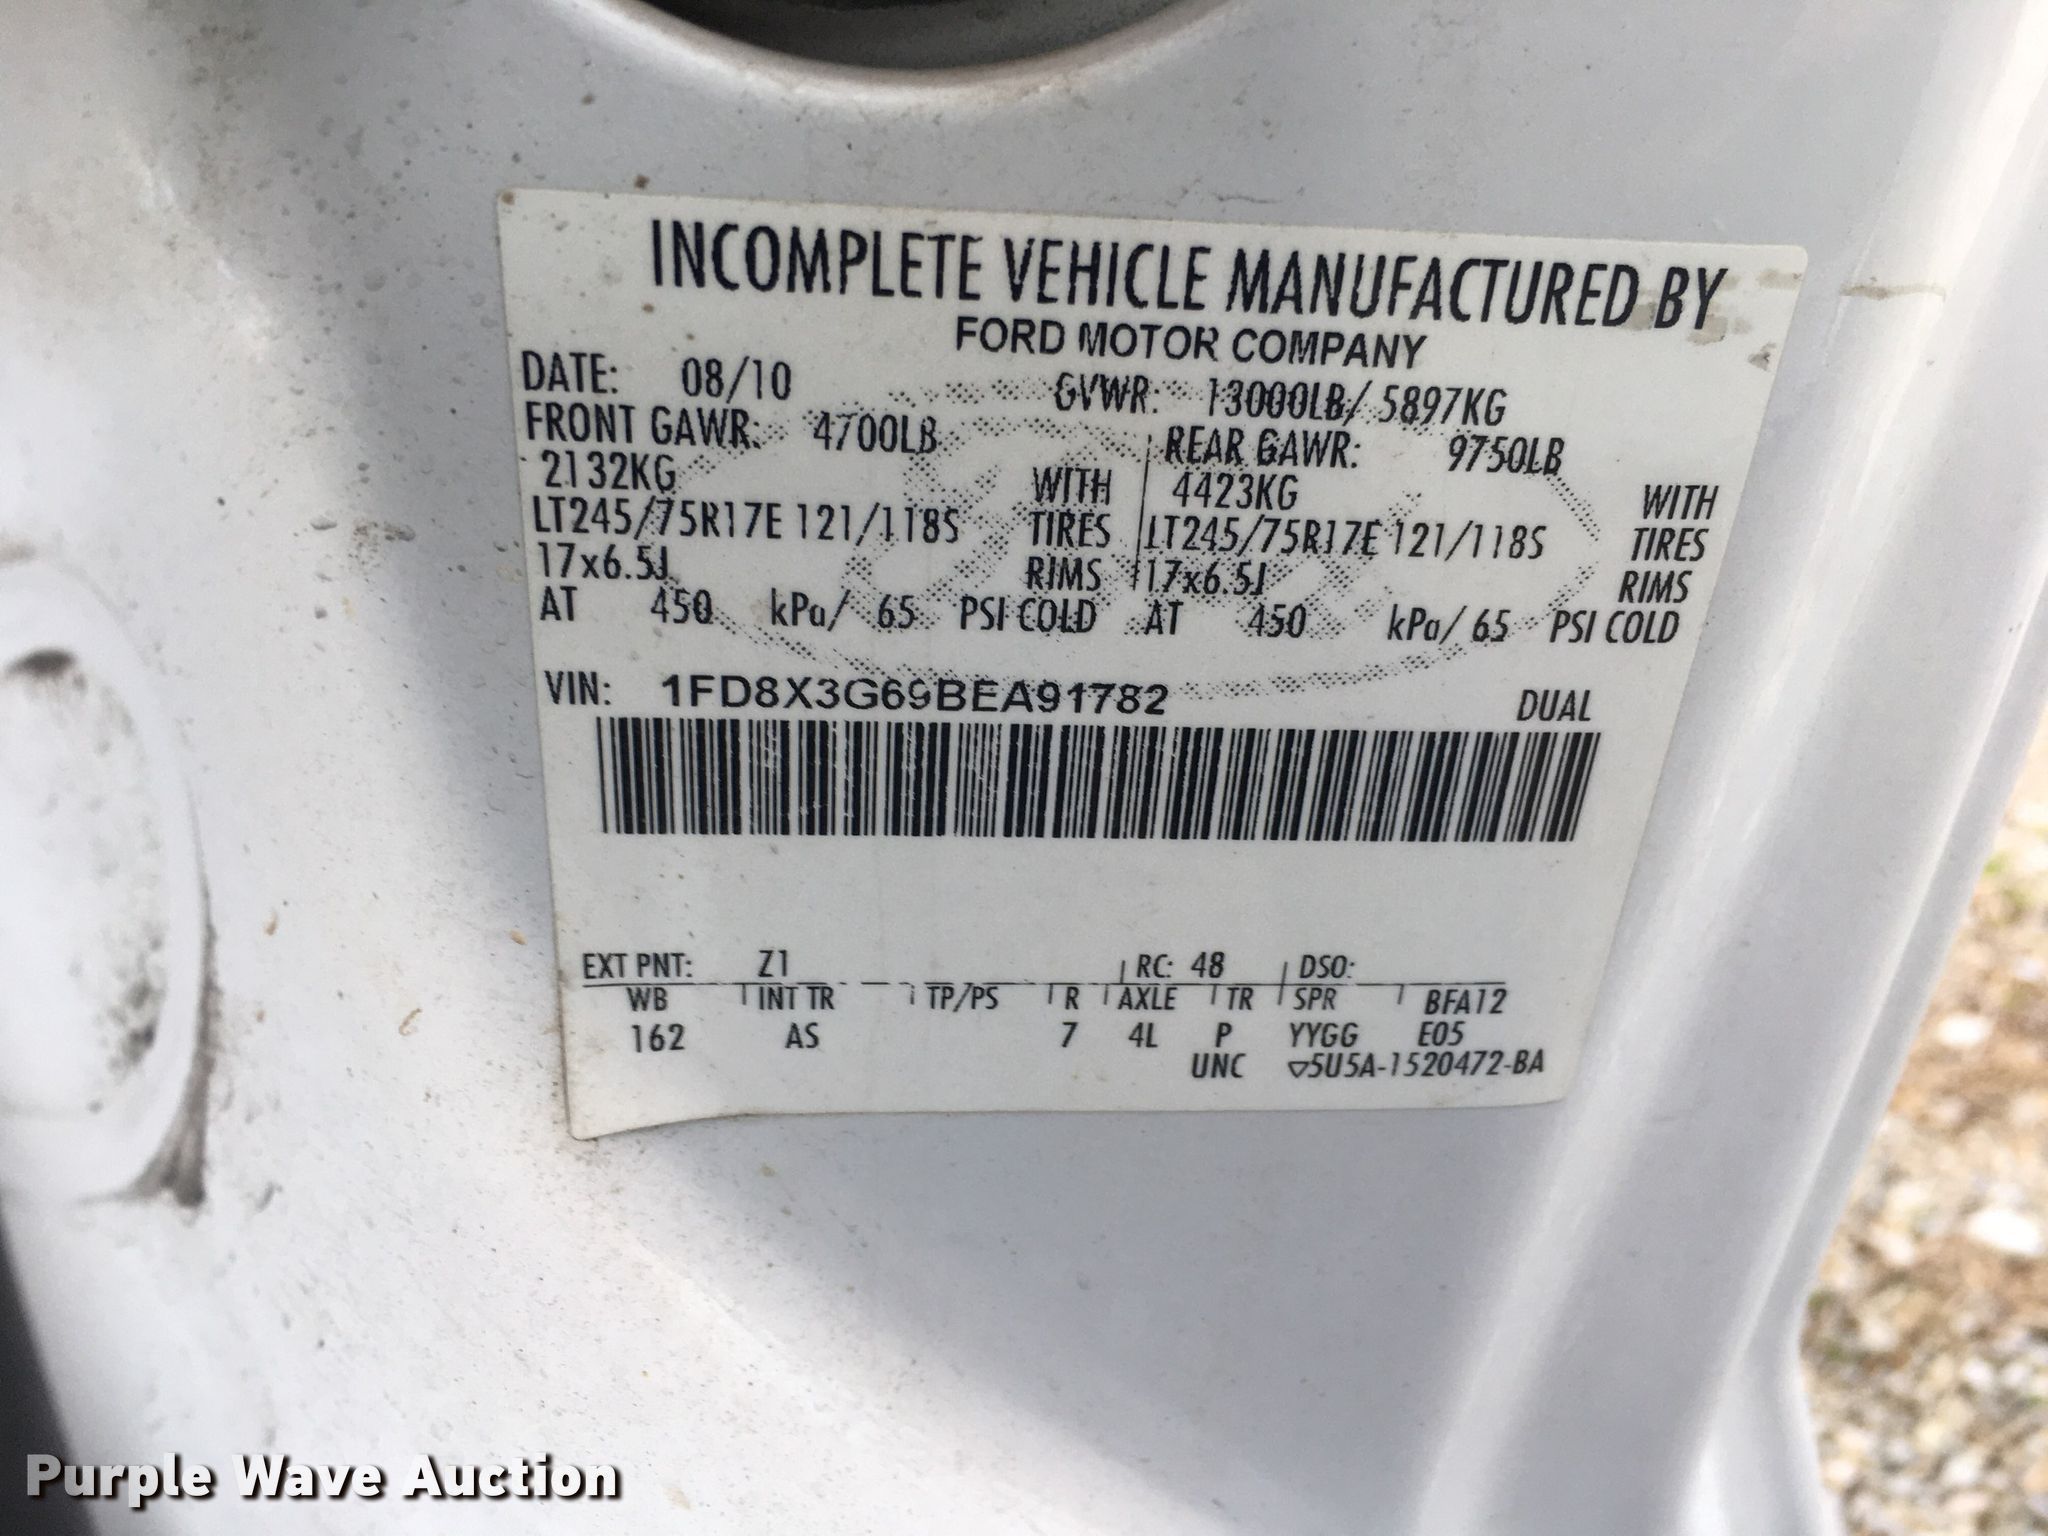 INCOMPLETE VEHICLE MANUFACTURED BY
FORD MOTOR COMPANY
DATE: 08/10 GVWR: 13000LB/ 5897KG
FRONT GAWR: 4700LB REAR GAWR: 9750LB
2132KG WITH 4423KG WITH
LT245/75R17E 121/118S TIRES LT245/75R17E 121/118S TIRES
17x6.5J RIMS 17x6.5J RIMS
AT 450 kPa/ 65 PSI COLD AT 450 kPa/ 65 PSI COLD
VIN: 1FD8X3G69BEA91782 DUAL
EXT PNT: Z1 RC: 48 DSO:
WB INT TR TP/PS R AXLE TR SPR BFA12
162 AS 7 4L P YYGG E05
UNC ▽5U5A-1520472-BA
Purple Wave Auction